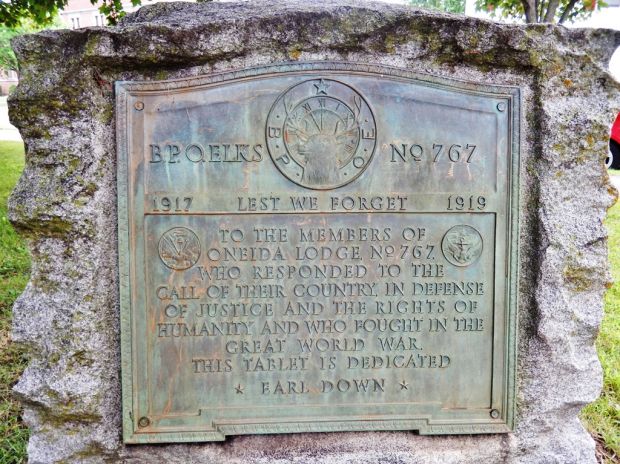 B.P.O. ELKS B P O E No 767
1917 LEST WE FORGET 1919
TO THE MEMBERS OF
ONEIDA LODGE, No 767,
WHO RESPONDED TO THE
CALL OF THEIR COUNTRY, IN DEFENSE
OF JUSTICE AND THE RIGHTS OF
HUMANITY AND WHO FOUGHT IN THE
GREAT WORLD WAR.
THIS TABLET IS DEDICATED
★ EARL DOWN ★